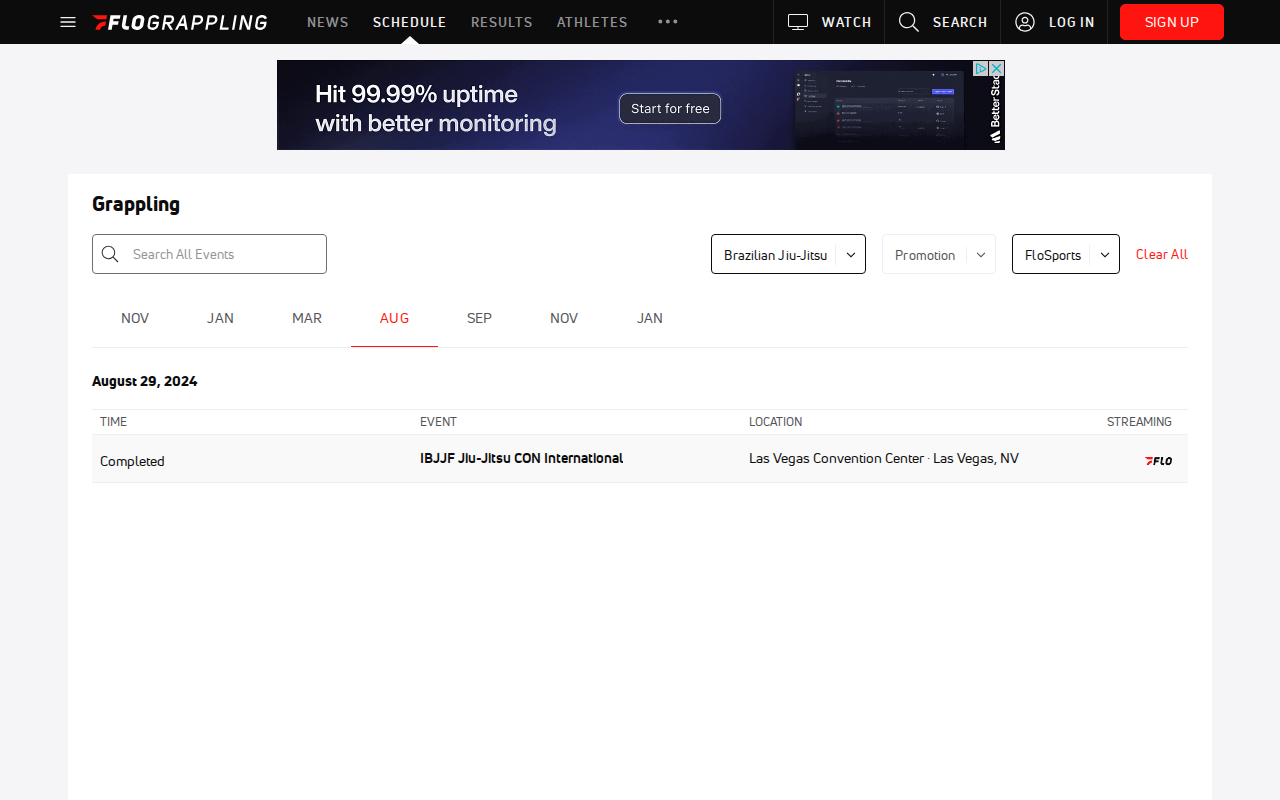 FLOGRAPPLING NEWS SCHEDULE RESULTS ATHLETES WATCH SEARCH LOG IN SIGN UP
Hit 99.99% uptime
with better monitoring
Start for free
Better Stack
Grappling
Search All Events Brazilian Jiu-Jitsu Promotion FloSports Clear All
NOV JAN MAR AUG SEP NOV JAN
August 29, 2024
TIME EVENT LOCATION STREAMING
Completed IBJJF Jiu-Jitsu CON International Las Vegas Convention Center · Las Vegas, NV FLO